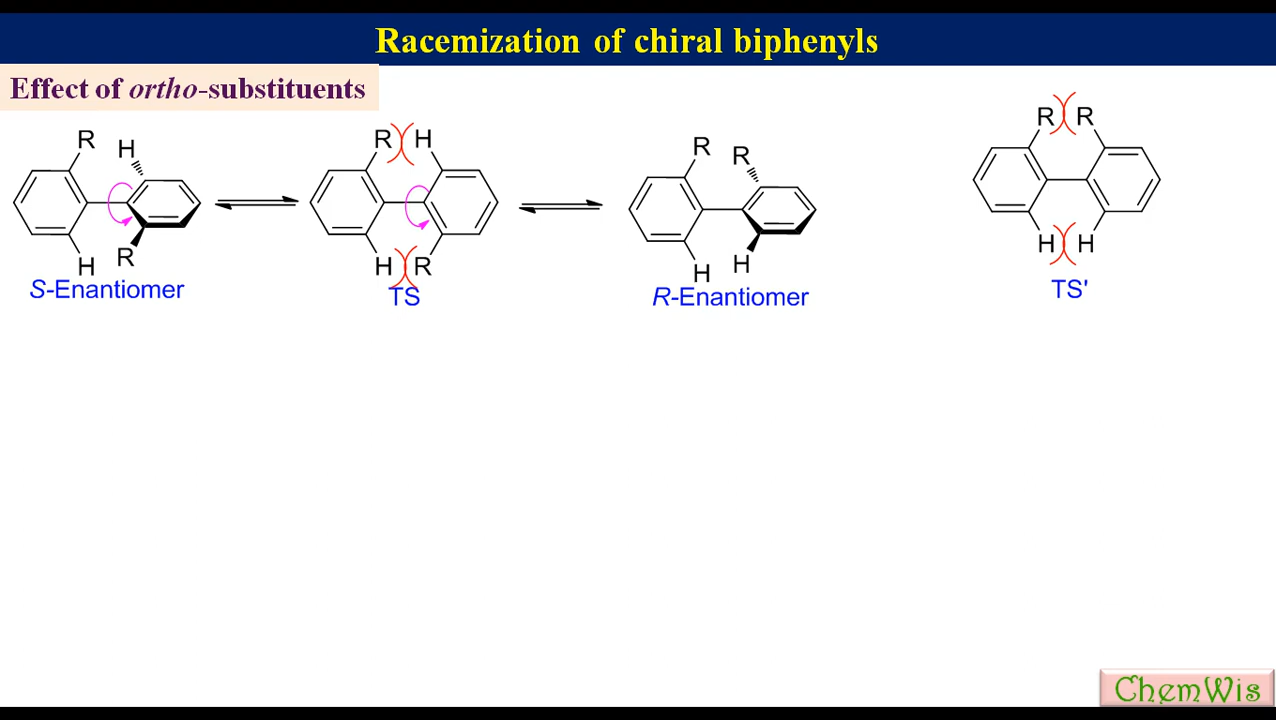 Racemization of chiral biphenyls
Effect of ortho-substituents
R H
H R
S-Enantiomer
R H
H R
TS
R R
H H
R-Enantiomer
R R
H H
TS'
ChemWis